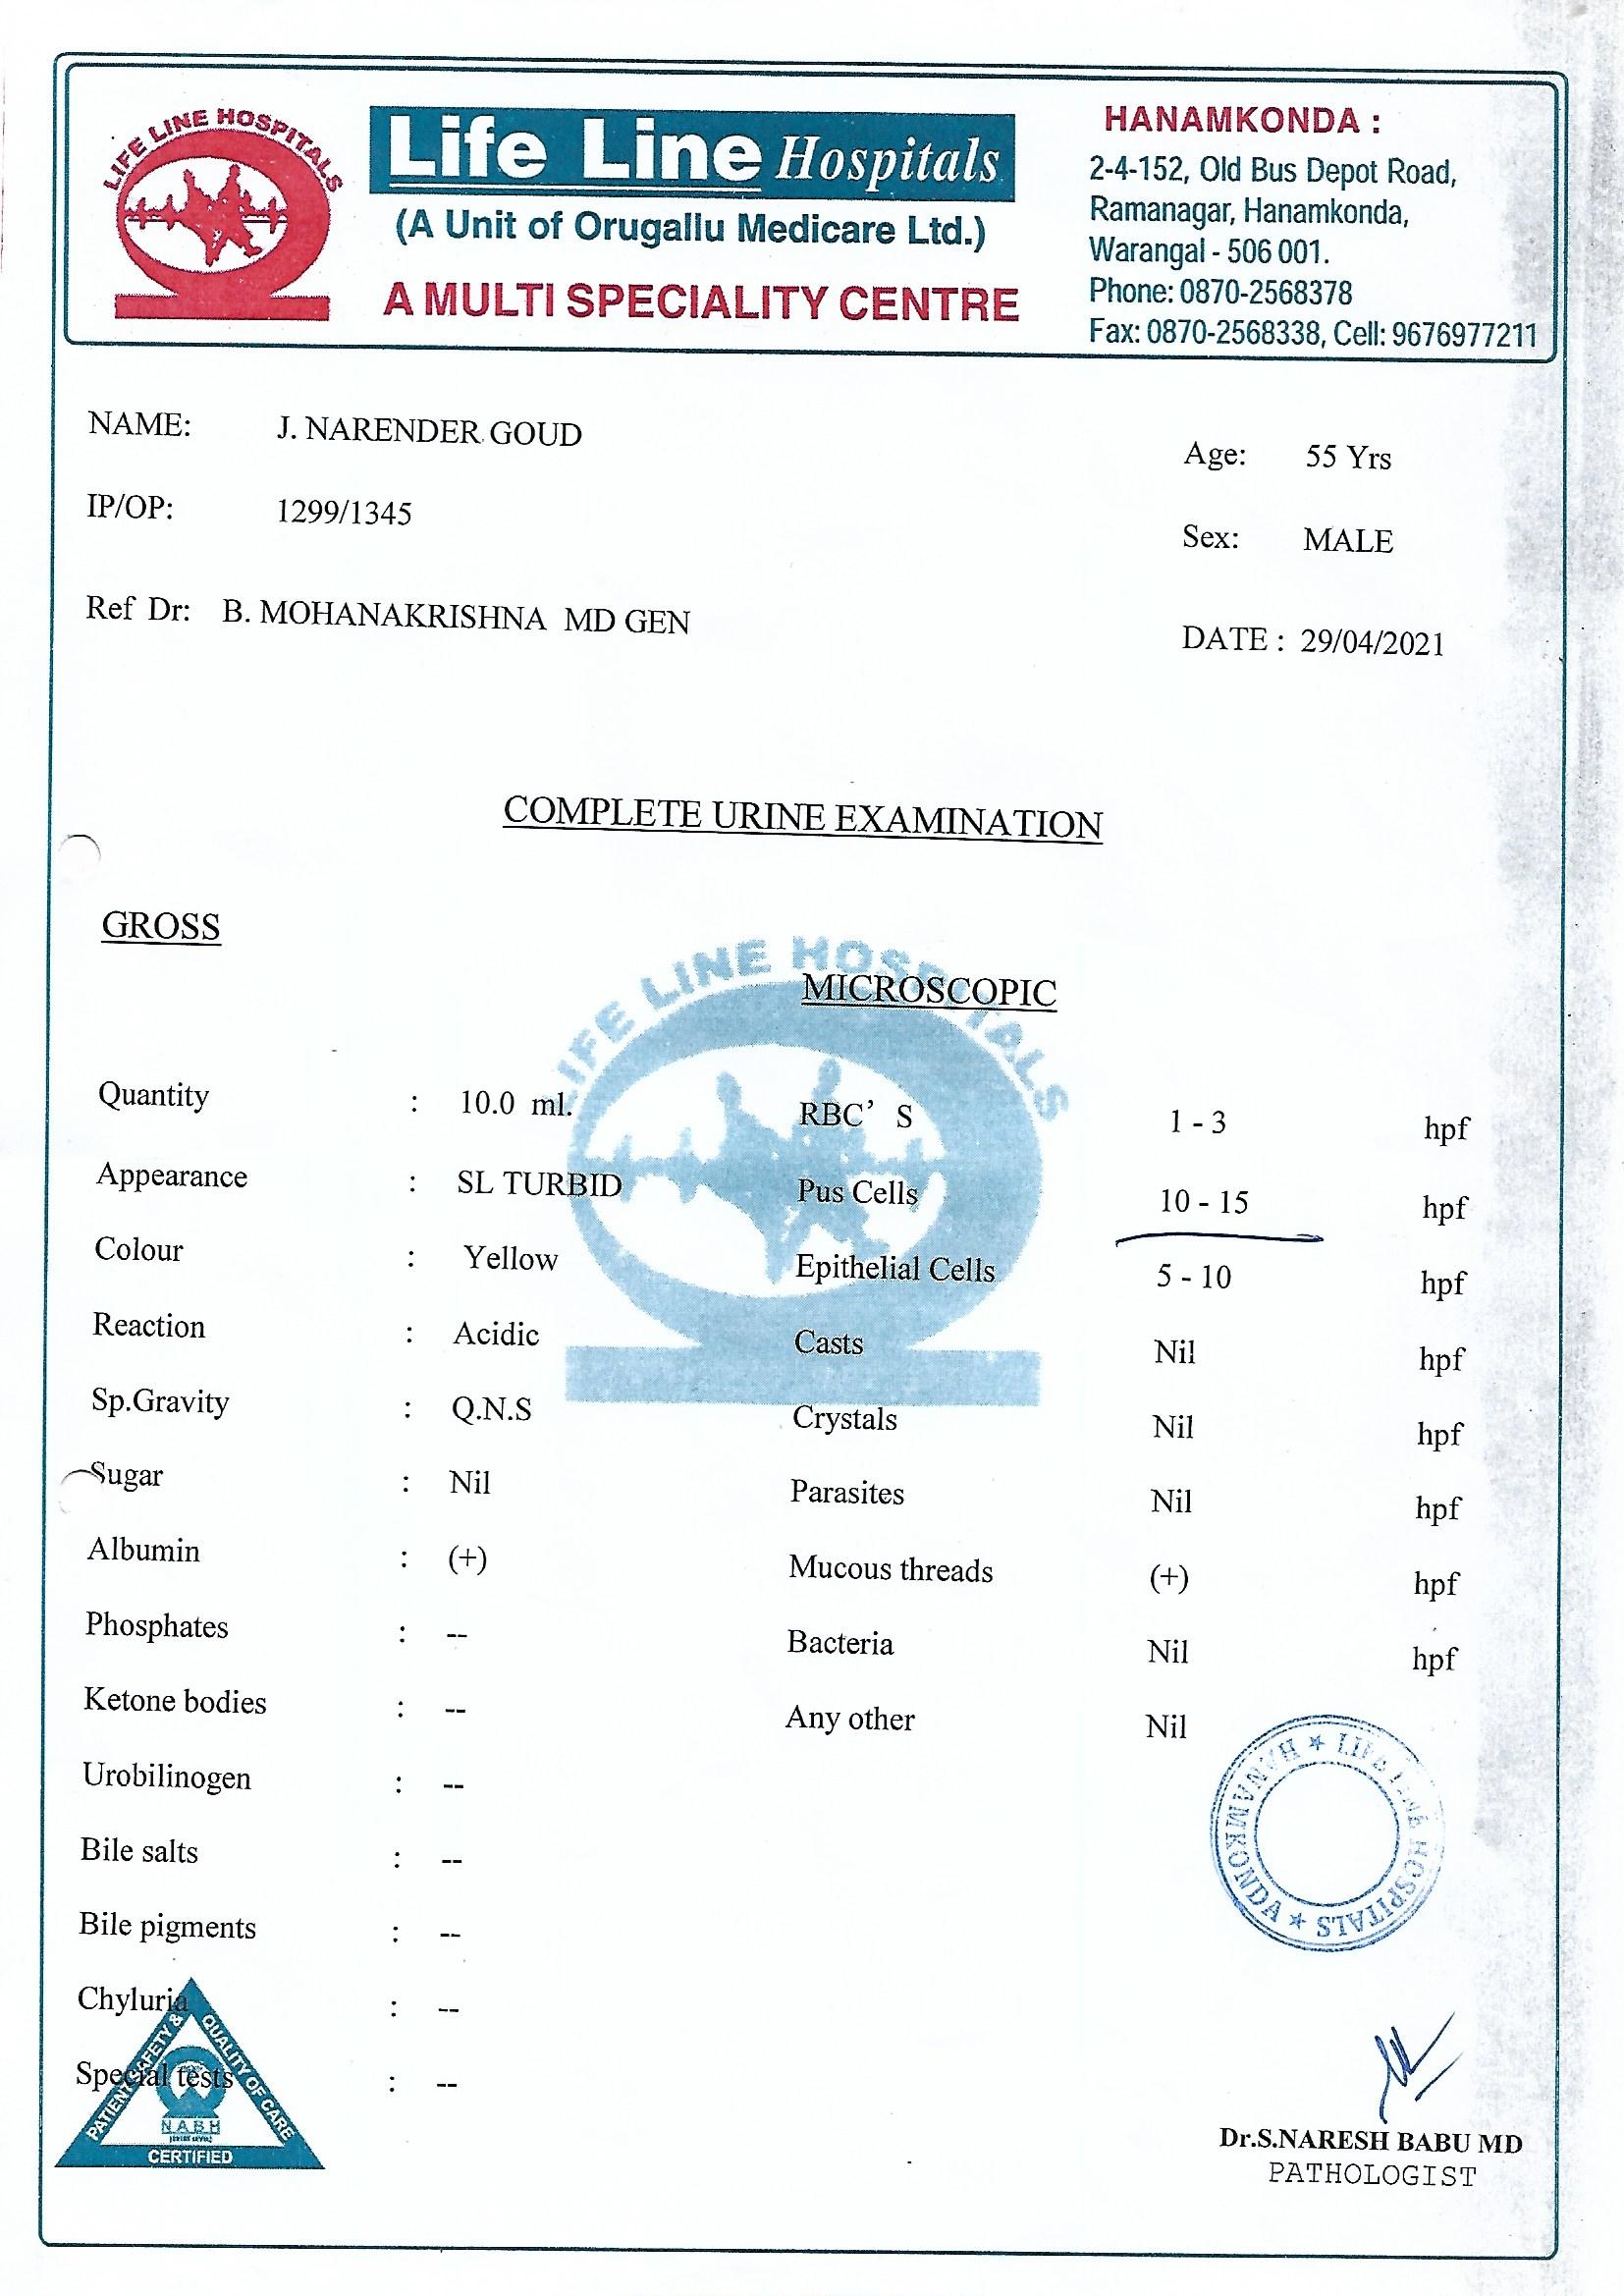 LIFE LINE HOSPITALS
Life Line Hospitals
(A Unit of Orugallu Medicare Ltd.)
A MULTI SPECIALITY CENTRE
HANAMKONDA :
2-4-152, Old Bus Depot Road,
Ramanagar, Hanamkonda,
Warangal - 506 001.
Phone: 0870-2568378
Fax: 0870-2568338, Cell: 9676977211
NAME: J. NARENDER GOUD
Age: 55 Yrs
IP/OP: 1299/1345
Sex: MALE
Ref Dr: B. MOHANAKRISHNA MD GEN
DATE : 29/04/2021
COMPLETE URINE EXAMINATION
GROSS
LIFE LINE HOSPITALS
MICROSCOPIC
Quantity : 10.0 ml. RBC' S 1 - 3 hpf
Appearance : SL TURBID Pus Cells 10 - 15 hpf
Colour : Yellow Epithelial Cells 5 - 10 hpf
Reaction : Acidic Casts Nil hpf
Sp.Gravity : Q.N.S Crystals Nil hpf
Sugar : Nil Parasites Nil hpf
Albumin : (+) Mucous threads (+) hpf
Phosphates : -- Bacteria Nil hpf
Ketone bodies : -- Any other Nil
Urobilinogen : --
Bile salts : --
Bile pigments : --
Chyluria : --
Special tests : --
LIFE LINE HOSPITALS ★ HANAMKONDA ★
PATIENT SAFETY & QUALITY OF CARE
NABH
CERTIFIED
Dr.S.NARESH BABU MD
PATHOLOGIST